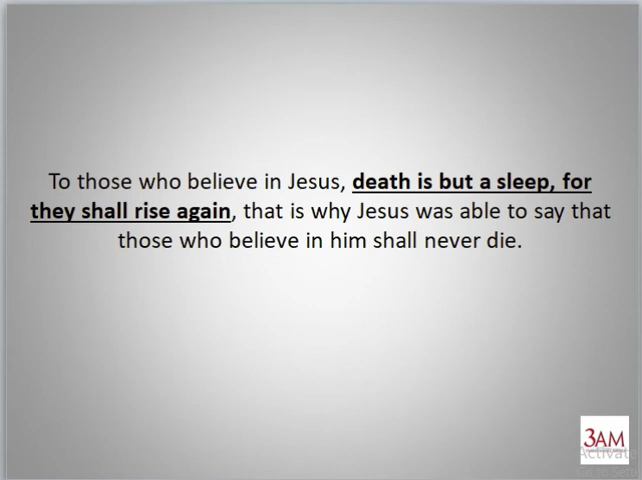 To those who believe in Jesus, death is but a sleep, for
they shall rise again, that is why Jesus was able to say that
those who believe in him shall never die.
3AM
Activate